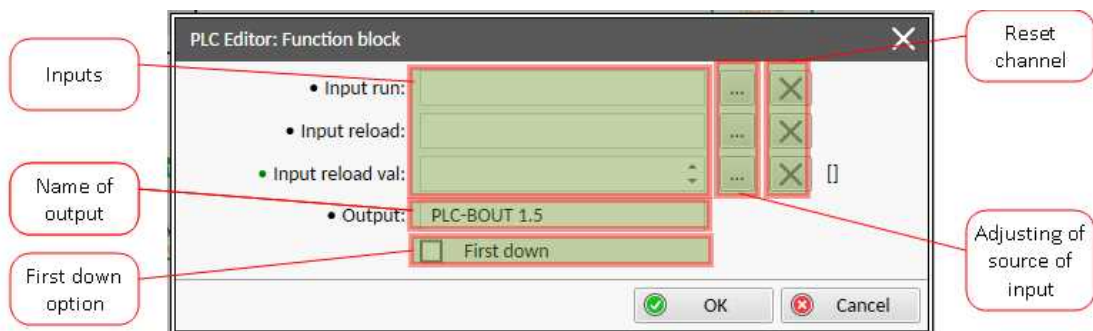 PLC Editor: Function block
Reset
channel
Inputs
• Input run:
...
• Input reload:
...
• Input reload val:
...
[]
Name of
output
• Output:
PLC-BOUT 1.5
First down
Adjusting of
source of
input
First down
option
OK
Cancel